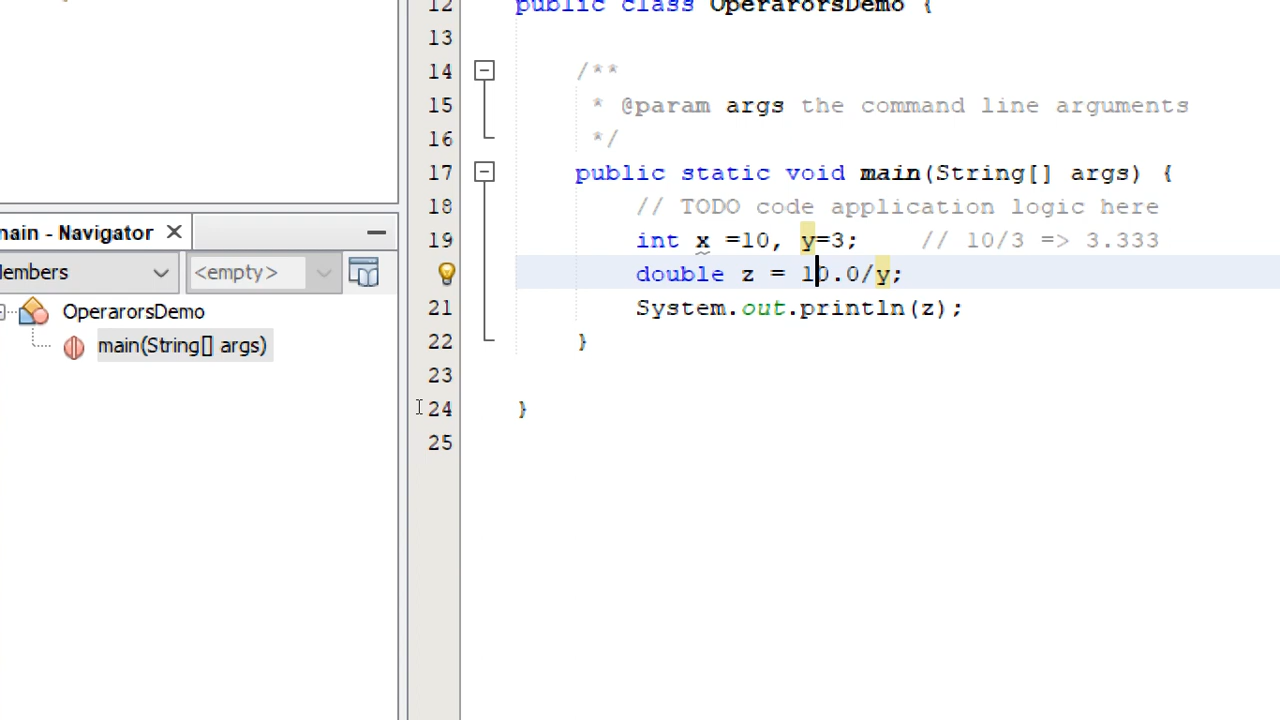 12 public class OperarorsDemo {
13
14 /**
15 * @param args the command line arguments
16 */
17 public static void main(String[] args) {
18 // TODO code application logic here
19 int x =10, y=3; // 10/3 => 3.333
double z = 10.0/y;
21 System.out.println(z);
22 }
23
24 }
25
main - Navigator
Members <empty>
OperarorsDemo
main(String[] args)